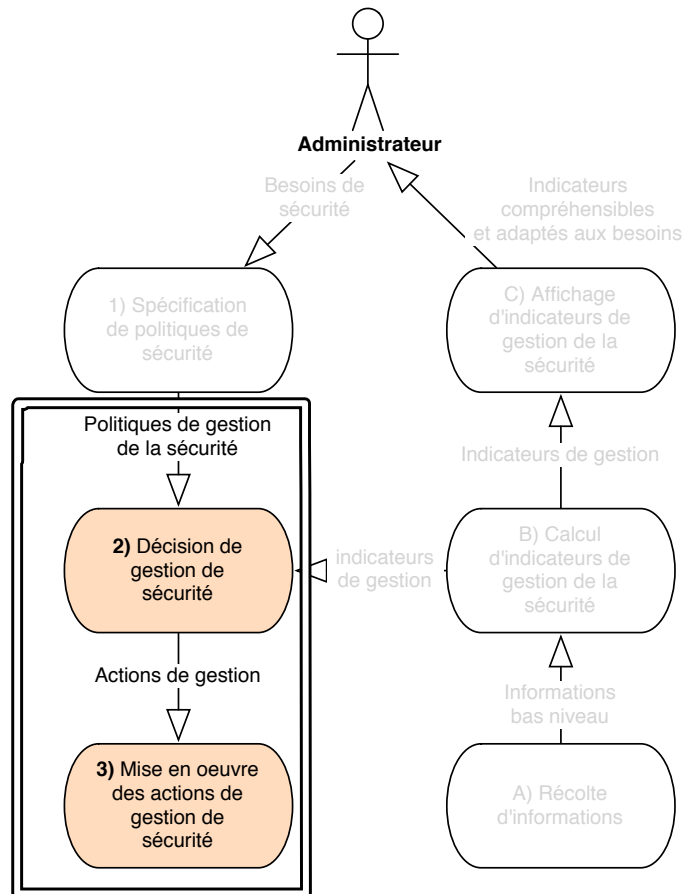 Administrateur
Besoins de
sécurité
Indicateurs
compréhensibles
et adaptés aux besoins
1) Spécification
de politiques de
sécurité
C) Affichage
d'indicateurs de
gestion de la
sécurité
Politiques de gestion
de la sécurité
Indicateurs de gestion
2) Décision de
gestion de
sécurité
indicateurs
de gestion
B) Calcul
d'indicateurs de
gestion de la
sécurité
Actions de gestion
Informations
bas niveau
3) Mise en oeuvre
des actions de
gestion de
sécurité
A) Récolte
d'informations